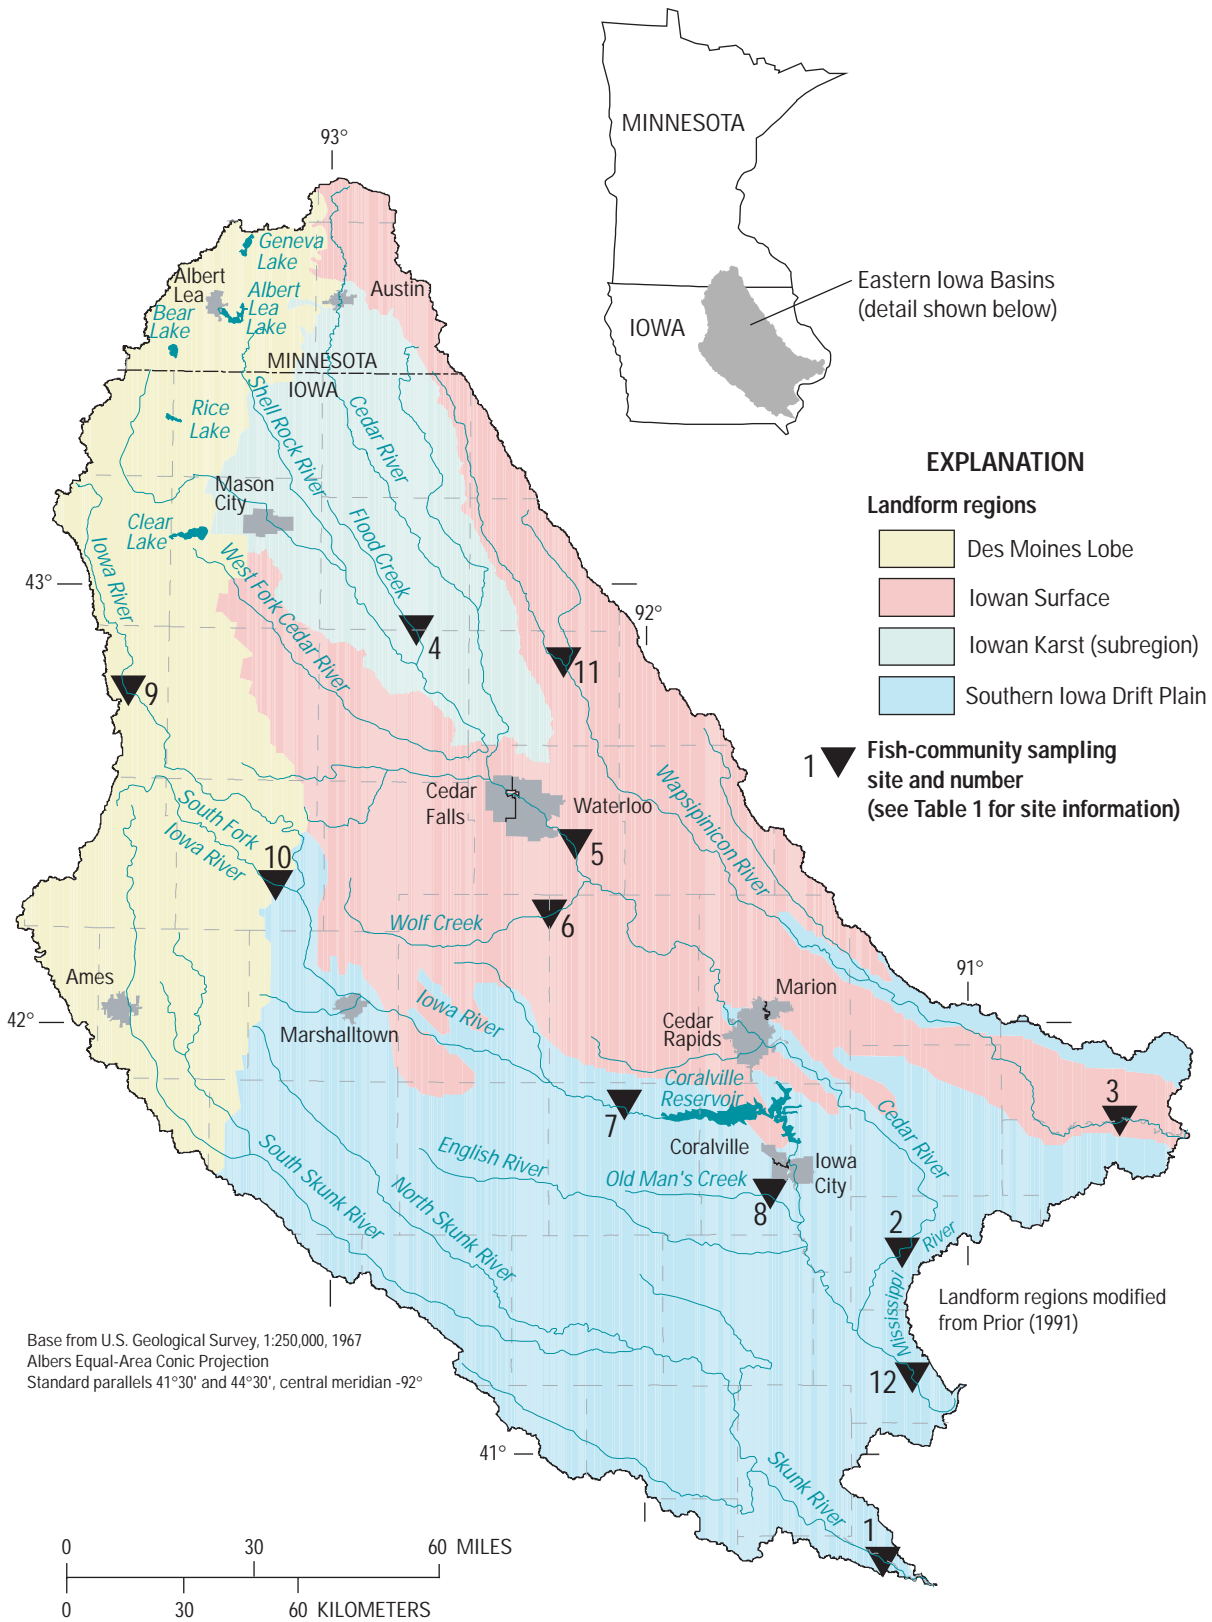 MINNESOTA
IOWA
Eastern Iowa Basins
(detail shown below)
EXPLANATION
Landform regions
Des Moines Lobe
Iowan Surface
Iowan Karst (subregion)
Southern Iowa Drift Plain
1
Fish-community sampling
site and number
(see Table 1 for site information)
93°
Geneva
Lake
Albert
Lea
Albert
Lea
Lake
Austin
Bear
Lake
MINNESOTA
IOWA
Rice
Lake
Shell Rock River
Cedar River
Mason
City
Clear
Lake
Flood Creek
Iowa River
West Fork Cedar River
43°
92°
4
11
9
Wapsipinicon River
Cedar
Falls
Waterloo
South Fork
Iowa River
5
10
6
Wolf Creek
Ames
42°
Marshalltown
Iowa River
Marion
91°
Cedar
Rapids
Coralville
Reservoir
7
3
Cedar River
English River
Coralville
Iowa
City
Old Man's Creek
8
South Skunk River
North Skunk River
2
Mississippi
River
12
Landform regions modified
from Prior (1991)
Base from U.S. Geological Survey, 1:250,000, 1967
Albers Equal-Area Conic Projection
Standard parallels 41°30' and 44°30', central meridian -92°
41°
Skunk River
1
0 30 60 MILES
0 30 60 KILOMETERS